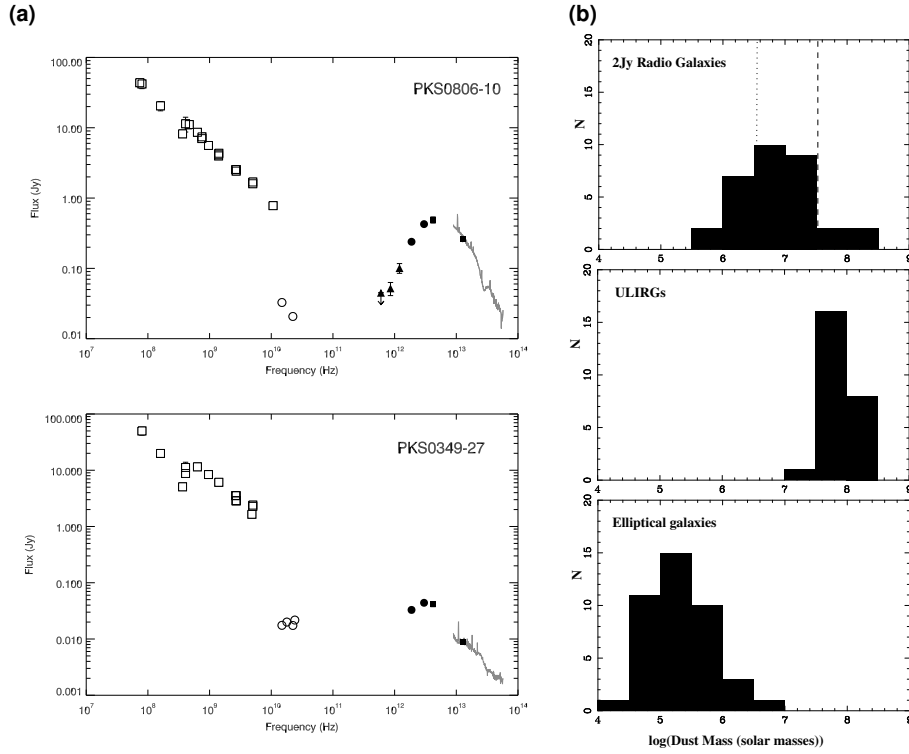 (a)
100.00
10.00
1.00
0.10
0.01
Flux (Jy)
PKS0806-10
10^7 10^8 10^9 10^10 10^11 10^12 10^13 10^14
Frequency (Hz)
100.000
10.000
1.000
0.100
0.010
0.001
Flux (Jy)
PKS0349-27
10^7 10^8 10^9 10^10 10^11 10^12 10^13 10^14
Frequency (Hz)
(b)
2Jy Radio Galaxies
N
0 5 10 15 20
4 5 6 7 8 9
ULIRGs
N
0 5 10 15 20
4 5 6 7 8 9
Elliptical galaxies
N
0 5 10 15 20
4 5 6 7 8 9
log(Dust Mass (solar masses))